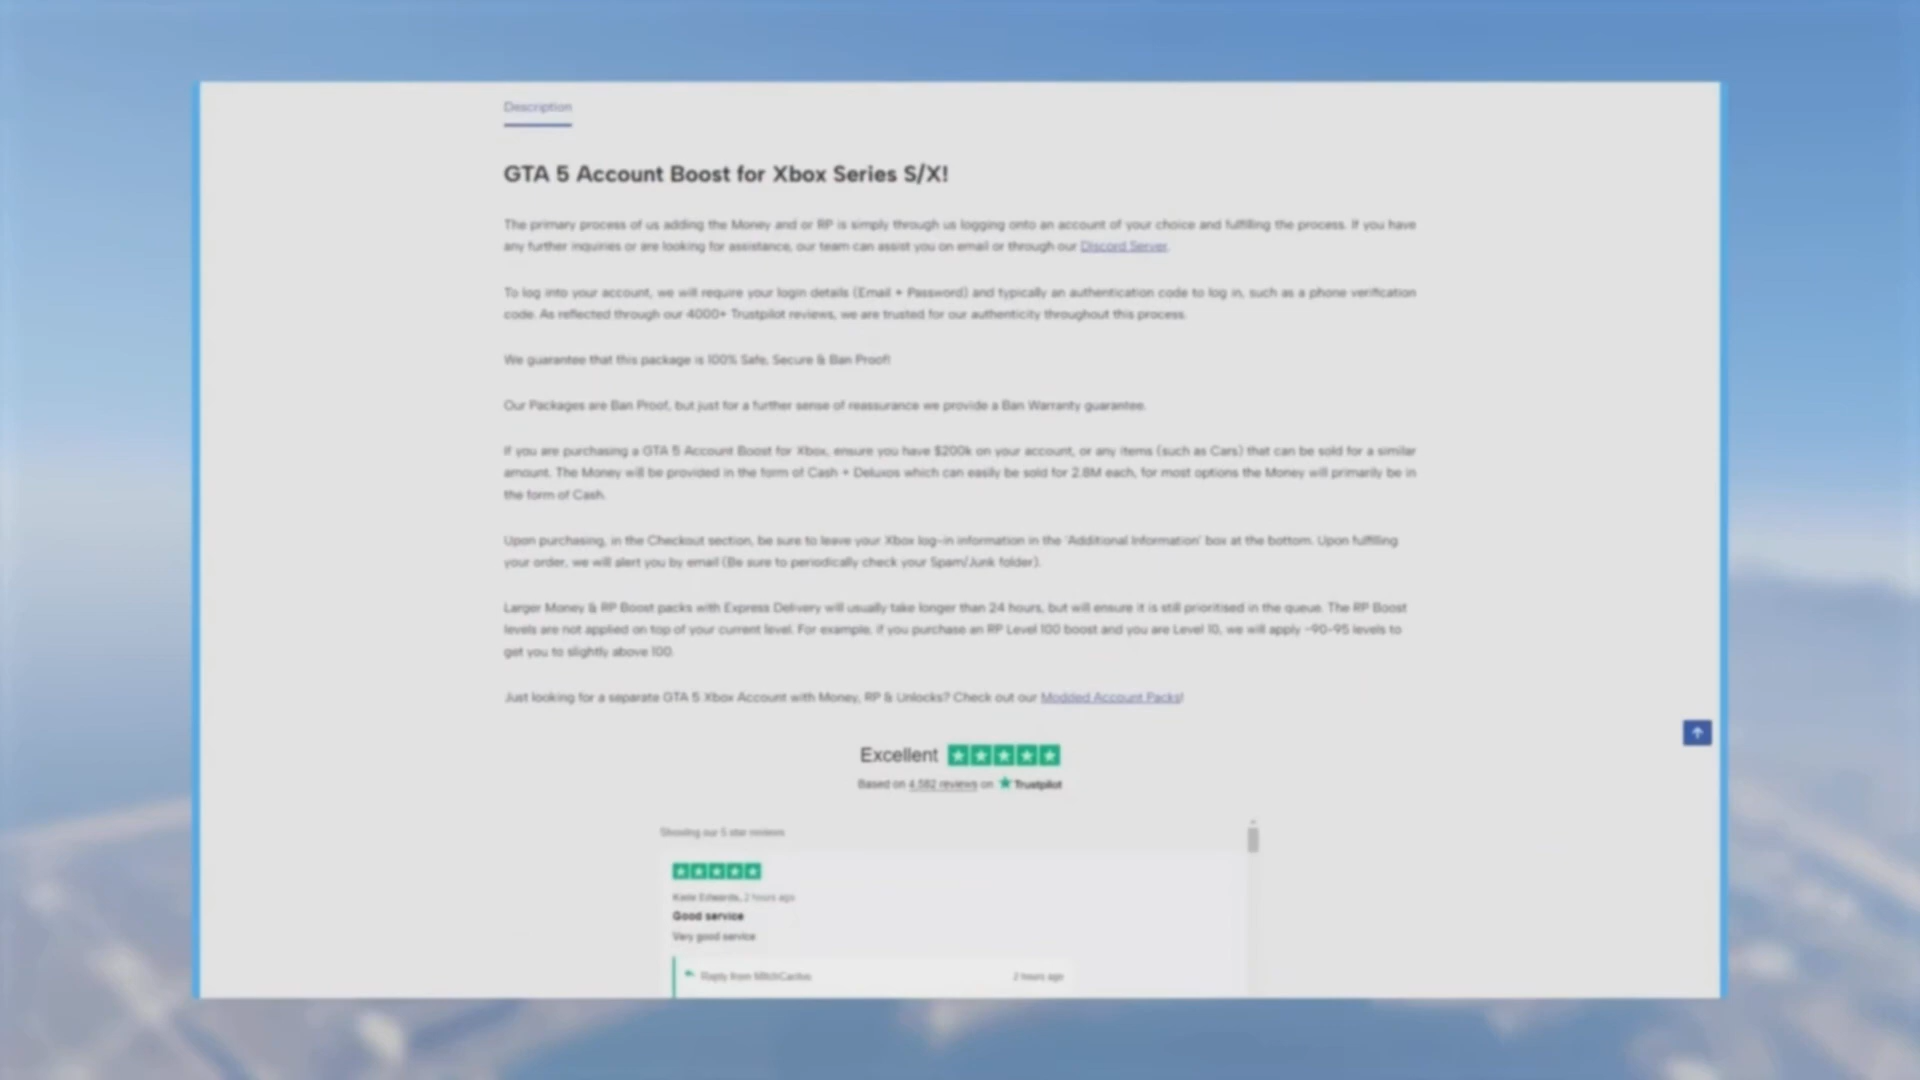 Description
GTA 5 Account Boost for Xbox Series S/X!
The primary process of us adding the Money and or RP is simply through us logging onto an account of your choice and fulfilling the process. If you have
any further inquiries or are looking for assistance, our team can assist you on email or through our Discord Server.
To log into your account, we will require your login details (Email + Password) and typically an authentication code to log in, such as a phone verification
code. As reflected through our 4000+ Trustpilot reviews, we are trusted for our authenticity throughout this process.
We guarantee that this package is 100% Safe, Secure & Ban Proof!
Our Packages are Ban Proof, but just for a further sense of reassurance we provide a Ban Warranty guarantee.
If you are purchasing a GTA 5 Account Boost for Xbox, ensure you have $200k on your account, or any items (such as Cars) that can be sold for a similar
amount. The Money will be provided in the form of Cash + Deluxos which can easily be sold for 2.8M each, for most options the Money will primarily be in
the form of Cash.
Upon purchasing, in the Checkout section, be sure to leave your Xbox log-in information in the 'Additional Information' box at the bottom. Upon fulfilling
your order, we will alert you by email (Be sure to periodically check your Spam/Junk folder).
Larger Money & RP Boost packs with Express Delivery will usually take longer than 24 hours, but will ensure it is still prioritised in the queue. The RP Boost
levels are not applied on top of your current level. For example, if you purchase an RP Level 100 boost and you are Level 10, we will apply ~90-95 levels to
get you to slightly above 100.
Just looking for a separate GTA 5 Xbox Account with Money, RP & Unlocks? Check out our Modded Account Packs!
Excellent
Based on 4,582 reviews on Trustpilot
Showing our 5 star reviews
Edwards, 2 hours ago
Good service
Very good service
Reply from MitchCactus 2 hours ago